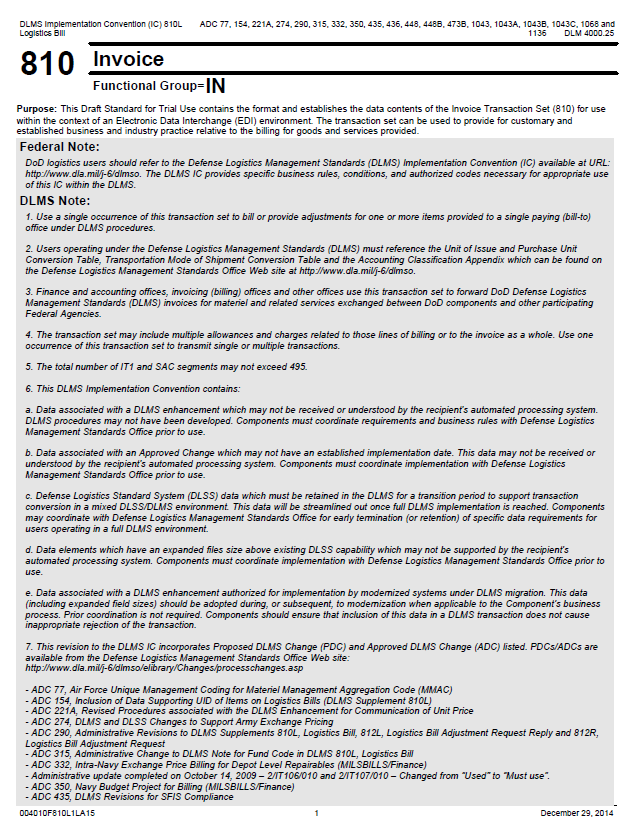 DLMS Implementation Convention (IC) 810L ADC 77, 154, 221A, 274, 290, 315, 332, 350, 435, 436, 448, 448B, 473B, 1043, 1043A, 1043B, 1043C, 1068 and
Logistics Bill 1136 DLM 4000.25
810 Invoice
Functional Group=IN
Purpose: This Draft Standard for Trial Use contains the format and establishes the data contents of the Invoice Transaction Set (810) for use
within the context of an Electronic Data Interchange (EDI) environment. The transaction set can be used to provide for customary and
established business and industry practice relative to the billing for goods and services provided.
Federal Note:
DoD logistics users should refer to the Defense Logistics Management Standards (DLMS) Implementation Convention (IC) available at URL:
http://www.dla.mil/j-6/dlmso. The DLMS IC provides specific business rules, conditions, and authorized codes necessary for appropriate use
of this IC within the DLMS.
DLMS Note:
1. Use a single occurrence of this transaction set to bill or provide adjustments for one or more items provided to a single paying (bill-to)
office under DLMS procedures.
2. Users operating under the Defense Logistics Management Standards (DLMS) must reference the Unit of Issue and Purchase Unit
Conversion Table, Transportation Mode of Shipment Conversion Table and the Accounting Classification Appendix which can be found on
the Defense Logistics Management Standards Office Web site at http://www.dla.mil/j-6/dlmso.
3. Finance and accounting offices, invoicing (billing) offices and other offices use this transaction set to forward DoD Defense Logistics
Management Standards (DLMS) invoices for materiel and related services exchanged between DoD components and other participating
Federal Agencies.
4. The transaction set may include multiple allowances and charges related to those lines of billing or to the invoice as a whole. Use one
occurrence of this transaction set to transmit single or multiple transactions.
5. The total number of IT1 and SAC segments may not exceed 495.
6. This DLMS Implementation Convention contains:
a. Data associated with a DLMS enhancement which may not be received or understood by the recipient's automated processing system.
DLMS procedures may not have been developed. Components must coordinate requirements and business rules with Defense Logistics
Management Standards Office prior to use.
b. Data associated with an Approved Change which may not have an established implementation date. This data may not be received or
understood by the recipient's automated processing system. Components must coordinate implementation with Defense Logistics
Management Standards Office prior to use.
c. Defense Logistics Standard System (DLSS) data which must be retained in the DLMS for a transition period to support transaction
conversion in a mixed DLSS/DLMS environment. This data will be streamlined out once full DLMS implementation is reached. Components
may coordinate with Defense Logistics Management Standards Office for early termination (or retention) of specific data requirements for
users operating in a full DLMS environment.
d. Data elements which have an expanded files size above existing DLSS capability which may not be supported by the recipient's
automated processing system. Components must coordinate implementation with Defense Logistics Management Standards Office prior to
use.
e. Data associated with a DLMS enhancement authorized for implementation by modernized systems under DLMS migration. This data
(including expanded field sizes) should be adopted during, or subsequent, to modernization when applicable to the Component's business
process. Prior coordination is not required. Components should ensure that inclusion of this data in a DLMS transaction does not cause
inappropriate rejection of the transaction.
7. This revision to the DLMS IC incorporates Proposed DLMS Change (PDC) and Approved DLMS Change (ADC) listed. PDCs/ADCs are
available from the Defense Logistics Management Standards Office Web site:
http://www.dla.mil/j-6/dlmso/elibrary/Changes/processchanges.asp
- ADC 77, Air Force Unique Management Coding for Materiel Management Aggregation Code (MMAC)
- ADC 154, Inclusion of Data Supporting UID of Items on Logistics Bills (DLMS Supplement 810L)
- ADC 221A, Revised Procedures associated with the DLMS Enhancement for Communication of Unit Price
- ADC 274, DLMS and DLSS Changes to Support Army Exchange Pricing
- ADC 290, Administrative Revisions to DLMS Supplements 810L, Logistics Bill, 812L, Logistics Bill Adjustment Request Reply and 812R,
Logistics Bill Adjustment Request
- ADC 315, Administrative Change to DLMS Note for Fund Code in DLMS 810L, Logistics Bill
- ADC 332, Intra-Navy Exchange Price Billing for Depot Level Repairables (MILSBILLS/Finance)
- Administrative update completed on October 14, 2009 – 2/IT106/010 and 2/IT107/010 – Changed from "Used" to "Must use".
- ADC 350, Navy Budget Project for Billing (MILSBILLS/Finance)
- ADC 435, DLMS Revisions for SFIS Compliance
004010F810L1LA15 1 December 29, 2014